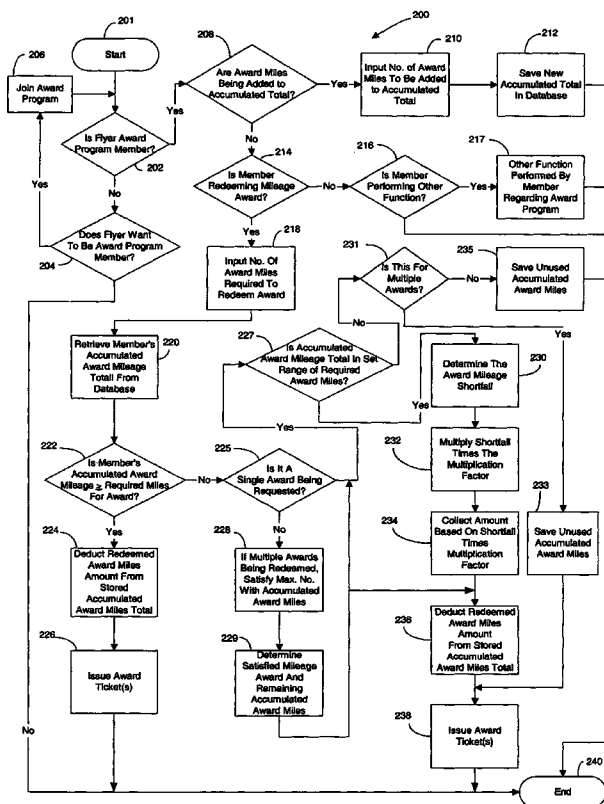 200
201
Start
206
Join Award
Program
208
Are Award Miles
Being Added to
Accumulated Total?
Yes
210
Input No. of Award
Miles To Be Added
to Accumulated
Total
212
Save New
Accumulated Total
In Database
Is Flyer Award
Program Member?
202
Yes
No
Yes
No
214
Is Member
Redeeming Mileage
Award?
No
216
Is Member
Performing Other
Function?
Yes
217
Other Function
Performed By
Member
Regarding Award
Program
Does Flyer Want
To Be Award Program
Member?
204
Yes
218
Input No. Of
Award Miles
Required To
Redeem Award
231
Is This For
Multiple
Awards?
No
235
Save Unused
Accumulated
Award Miles
No
Retrieve Member's
Accumulated
Award Mileage
Totall From
Database
220
227
Is Accumulated
Award Mileage Total In Set
Range of Required
Award Miles?
Yes
Determine The
Award Mileage
Shortfall
230
Yes
Yes
222
Is Member's
Accumulated Award
Mileage ≥ Required Miles
For Award?
No
225
Is It A
Single Award Being
Requested?
232
Multiply Shortfall
Times The
Multiplication
Factor
233
Save Unused
Accumulated
Award Miles
Yes
No
224
Deduct Redeemed
Award Miles
Amount From
Stored
Accumulated
Award Miles Total
228
If Multiple Awards
Being Redeemed,
Satisfy Max. No.
With Accumulated
Award Miles
234
Collect Amount
Based On Shortfall
Times
Multiplication
Factor
226
Issue Award
Ticket(s)
229
Determine
Satisfied Mileage
Award And
Remaining
Accumulated
Award Miles
236
Deduct Redeemed
Award Miles
Amount
From Stored
Accumulated
Award Miles Total
No
238
Issue Award
Ticket(s)
240
End